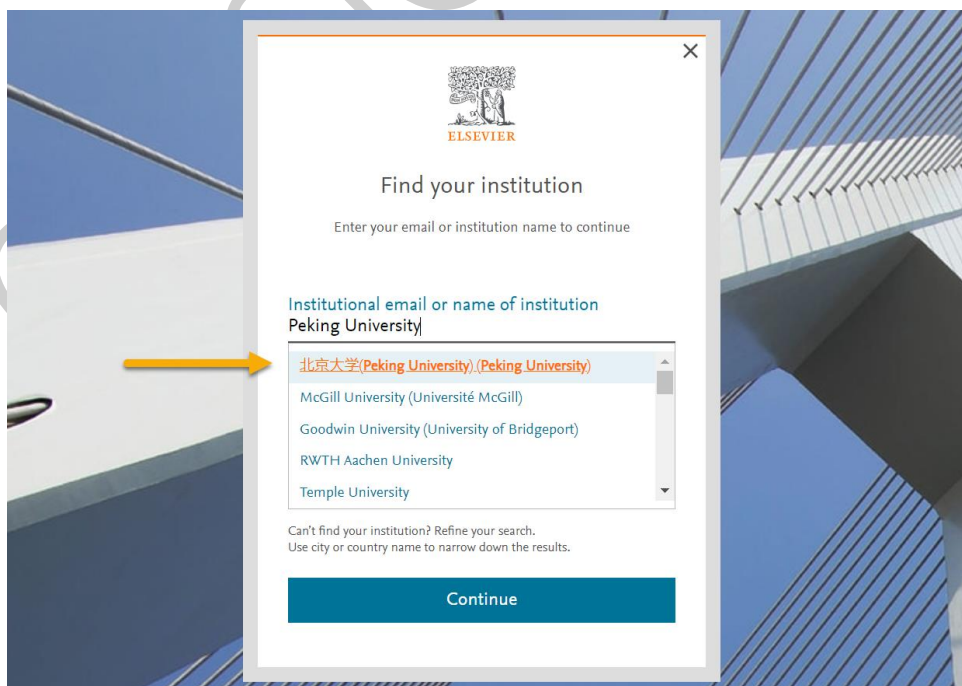 ELSEVIER
Find your institution
Enter your email or institution name to continue
Institutional email or name of institution
Peking University
北京大学(Peking University) (Peking University)
McGill University (Université McGill)
Goodwin University (University of Bridgeport)
RWTH Aachen University
Temple University
Can't find your institution? Refine your search.
Use city or country name to narrow down the results.
Continue